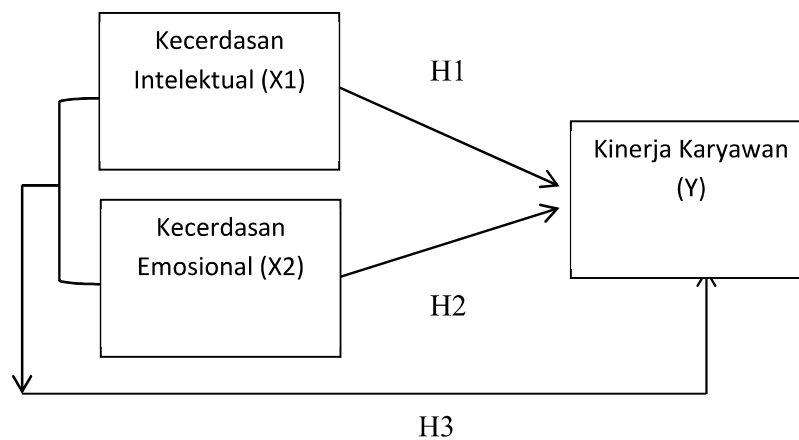 Kecerdasan
Intelektual (X1)
H1
Kinerja Karyawan
(Y)
Kecerdasan
Emosional (X2)
H2
H3